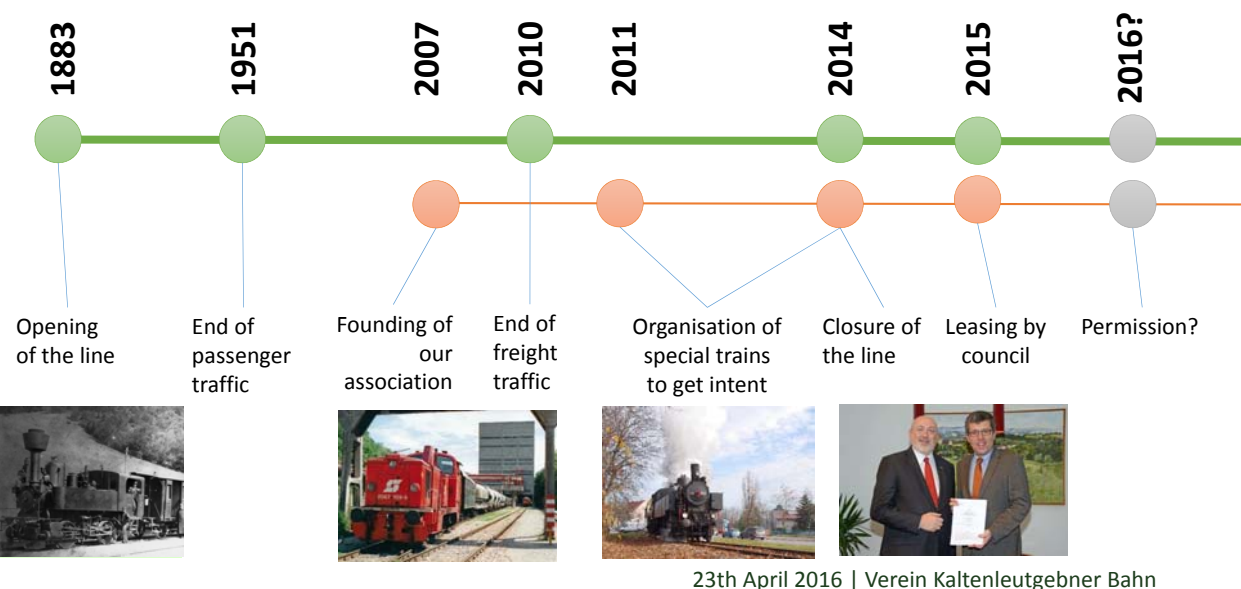 1883
1951
2007
2010
2011
2014
2015
2016?
Opening
of the line
End of
passenger
traffic
Founding of
our
association
End of
freight
traffic
Organisation of
special trains
to get intent
Closure of
the line
Leasing by
council
Permission?
23th April 2016 | Verein Kaltenleutgebner Bahn